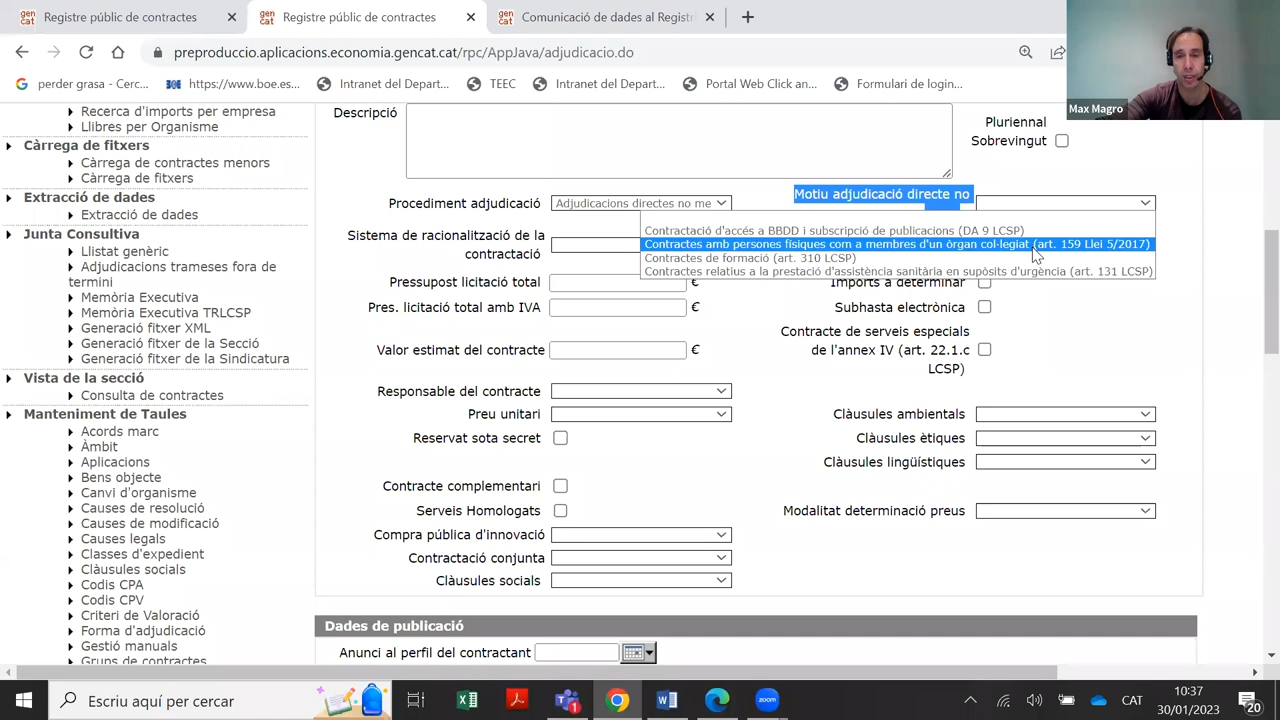 gen cat
Registre públic de contractes
gen cat
Registre públic de contractes
gen cat
Comunicació de dades al Registr
preproduccio.aplicacions.economia.gencat.cat/rpc/AppJava/adjudicacio.do
perder grasa - Cerc...
https://www.boe.es...
Intranet del Depart...
TEEC
Intranet del Depart...
Portal Web Click an...
Formulari de login...
Max Magro
Recerca d'imports per empresa
Llibres per Organisme
Càrrega de fitxers
Càrrega de contractes menors
Càrrega de fitxers
Extracció de dades
Extracció de dades
Junta Consultiva
Llistat genèric
Adjudicacions trameses fora de
termini
Memòria Executiva
Memòria Executiva TRLCSP
Generació fitxer XML
Generació fitxer de la Secció
Generació fitxer de la Sindicatura
Vista de la secció
Consulta de contractes
Manteniment de Taules
Acords marc
Àmbit
Aplicacions
Bens objecte
Canvi d'organisme
Causes de resolució
Causes de modificació
Causes legals
Classes d'expedient
Clàusules socials
Codis CPA
Codis CPV
Criteri de Valoració
Forma d'adjudicació
Gestió manuals
Grups de contractes
Descripció
Pluriennal
Sobrevingut
Procediment adjudicació
Adjudicacions directes no me
Motiu adjudicació directe no
Contractació d'accés a BBDD i subscripció de publicacions (DA 9 LCSP)
Contractes amb persones físiques com a membres d'un òrgan col·legiat (art. 159 Llei 5/2017)
Contractes de formació (art. 310 LCSP)
Contractes relatius a la prestació d'assistència sanitària en supòsits d'urgència (art. 131 LCSP)
Sistema de racionalització de la
contractació
Pressupost licitació total
€
Imports a determinar
Pres. licitació total amb IVA
€
Subhasta electrònica
Valor estimat del contracte
€
Contracte de serveis especials
de l'annex IV (art. 22.1.c
LCSP)
Responsable del contracte
Preu unitari
Clàusules ambientals
Reservat sota secret
Clàusules ètiques
Clàusules lingüístiques
Contracte complementari
Serveis Homologats
Modalitat determinació preus
Compra pública d'innovació
Contractació conjunta
Clàusules socials
Dades de publicació
Anunci al perfil del contractant
Escriu aquí per cercar
1
zoom
CAT
10:37
30/01/2023
20